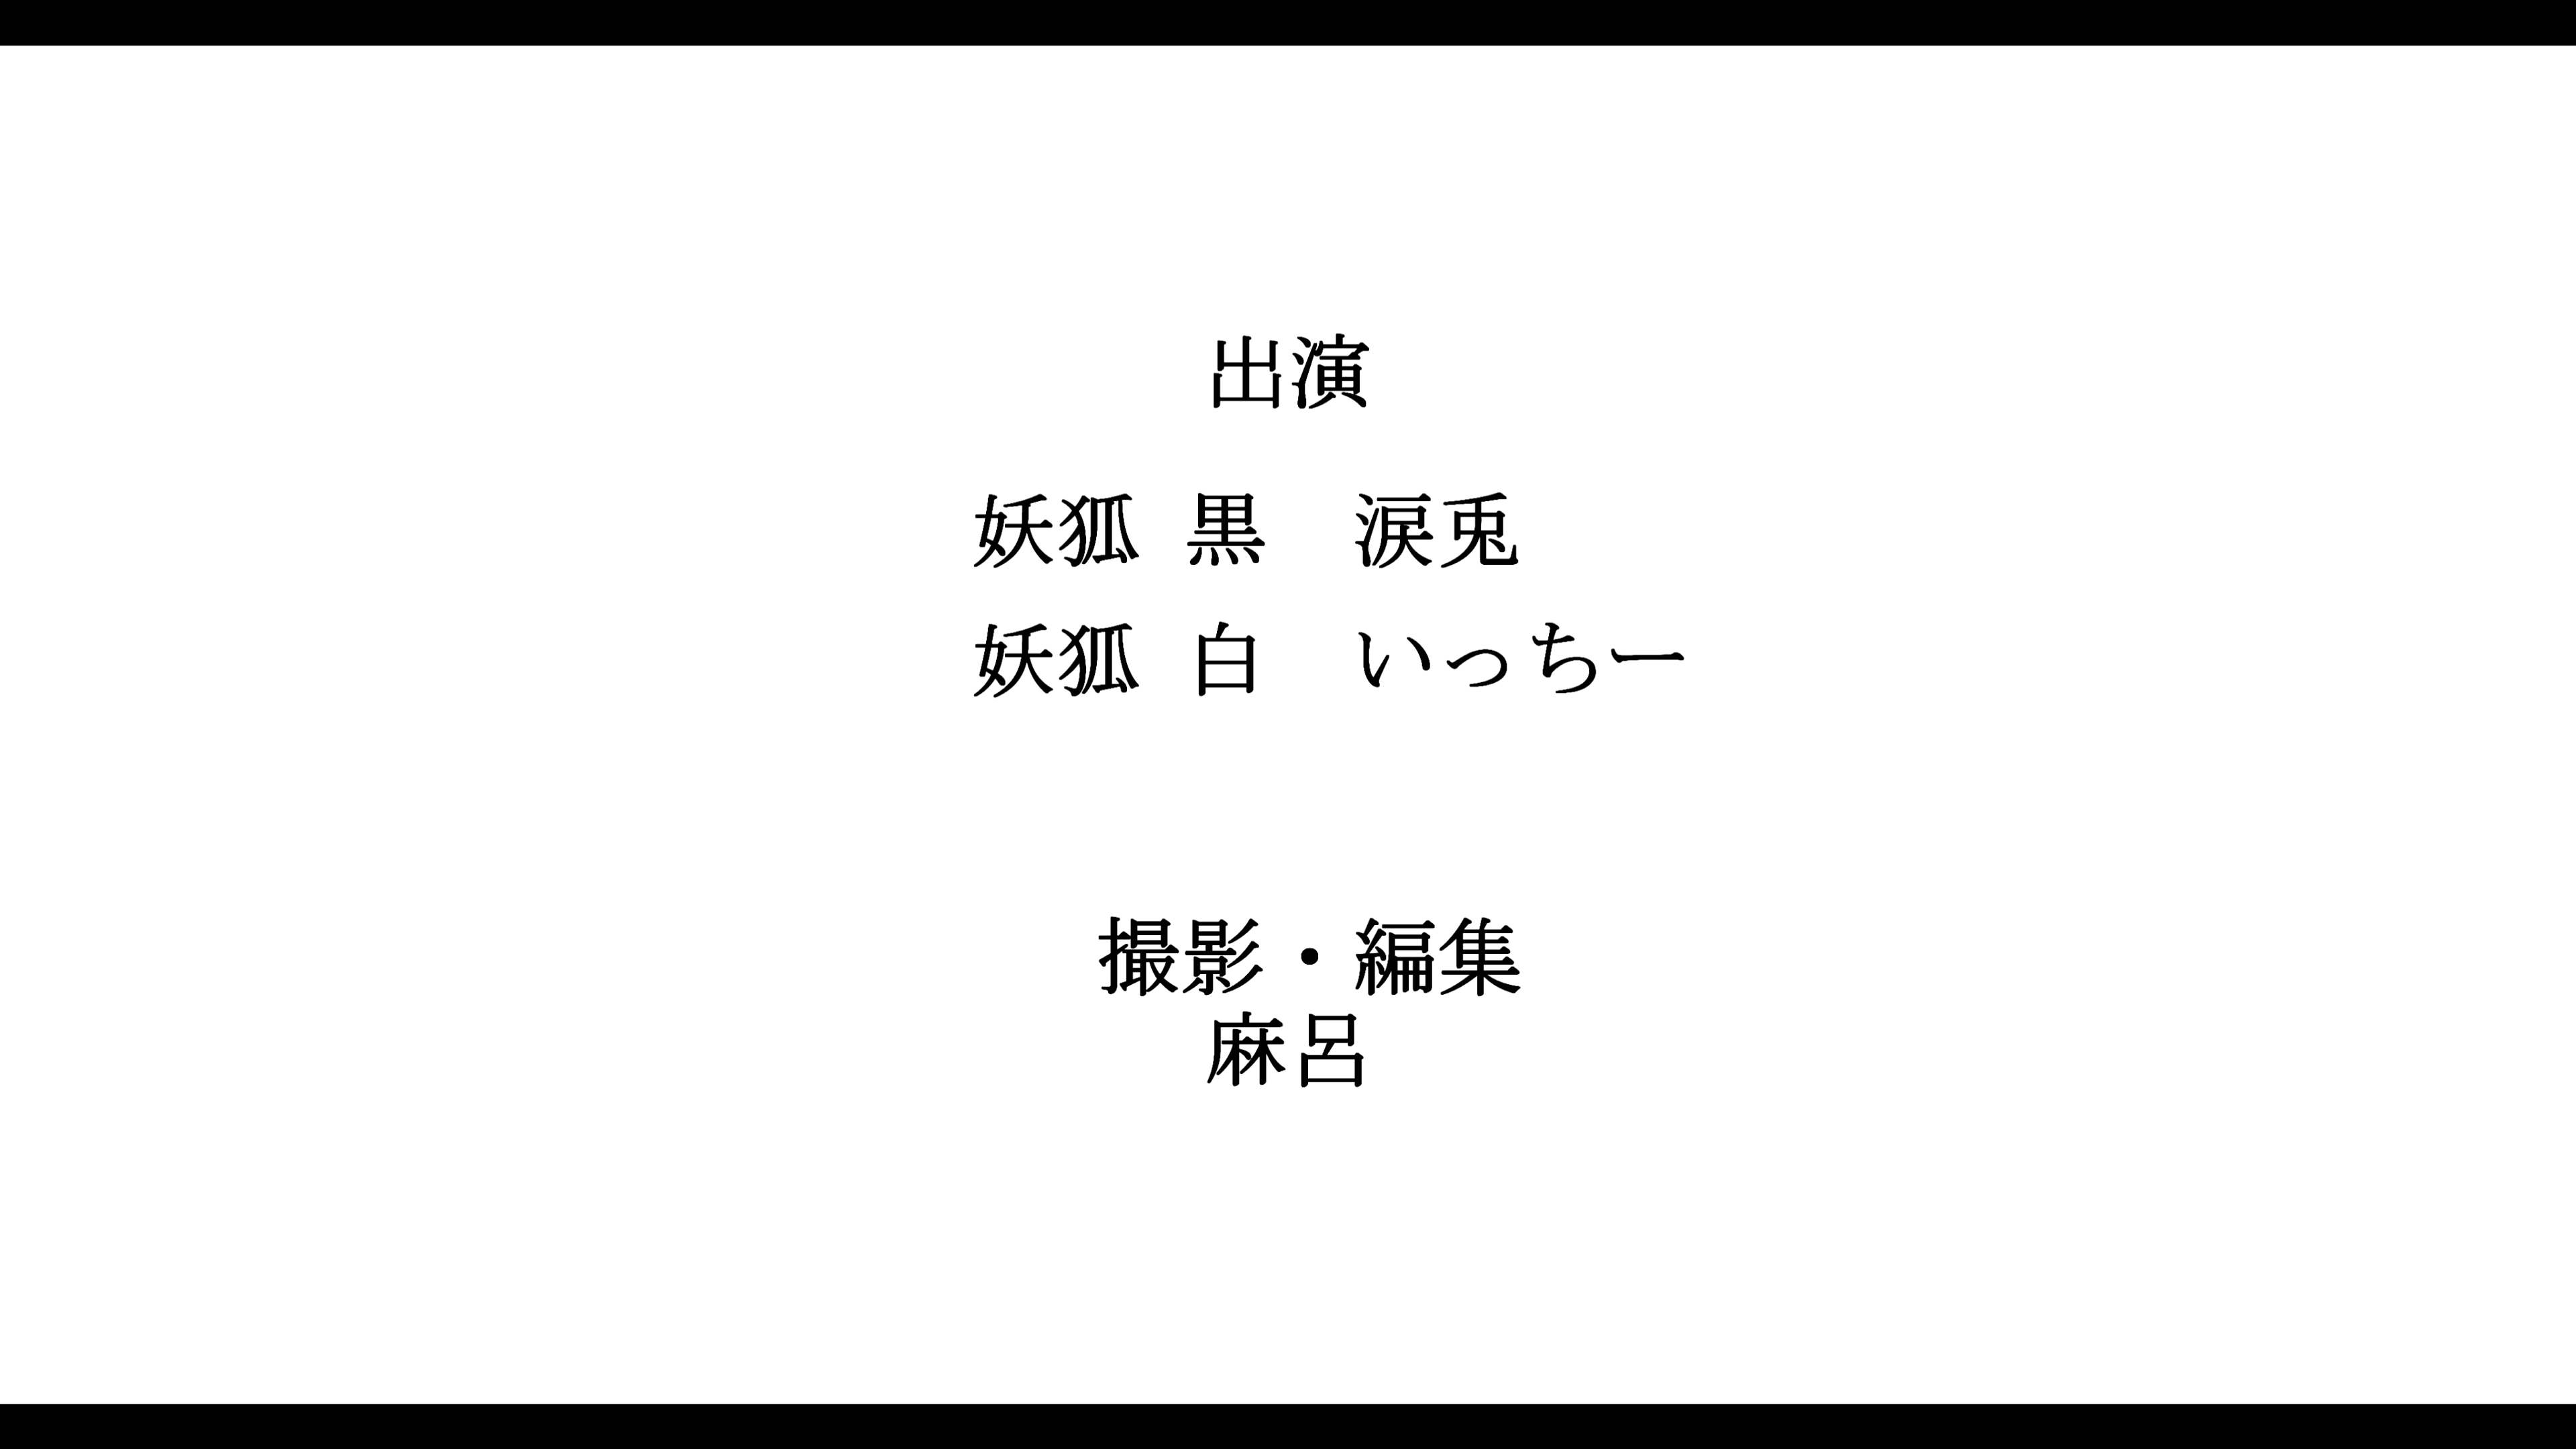 出演
妖狐 黒　涙兎
妖狐 白　いっちー
撮影・編集
麻呂